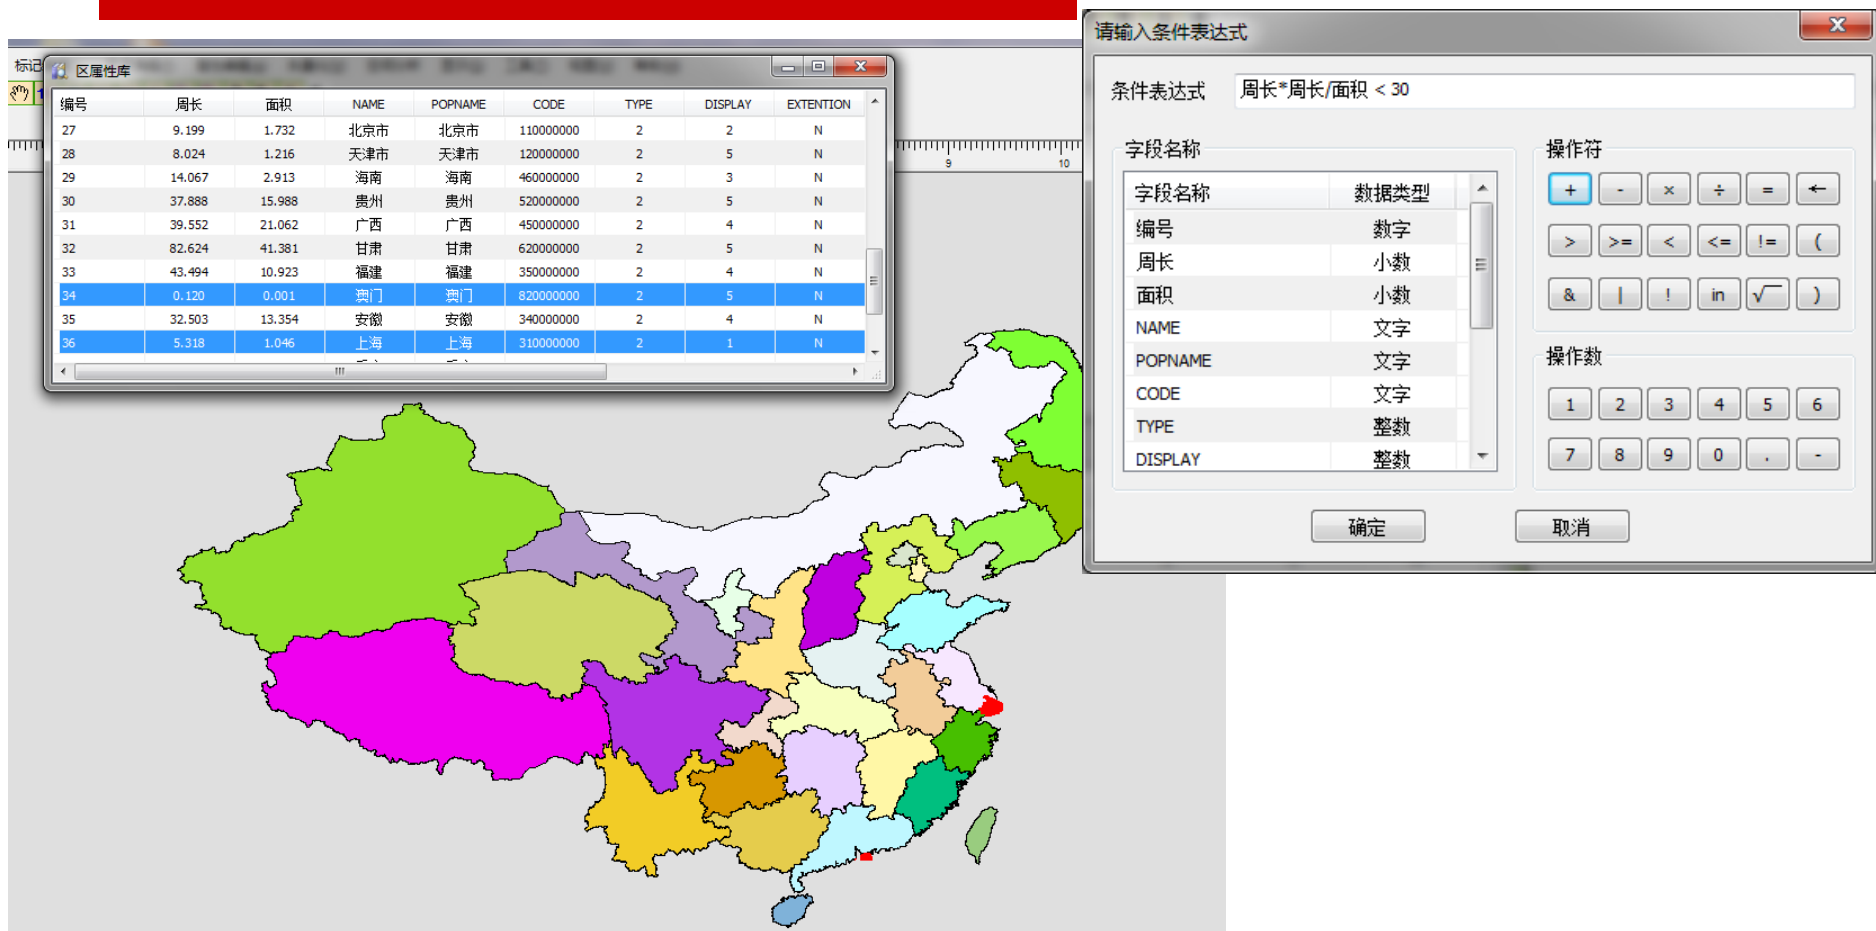 标记
区属性库
编号 周长 面积 NAME POPNAME CODE TYPE DISPLAY EXTENTION
27 9.199 1.732 北京市 北京市 110000000 2 2 N
28 8.024 1.216 天津市 天津市 120000000 2 5 N
29 14.067 2.913 海南 海南 460000000 2 3 N
30 37.888 15.988 贵州 贵州 520000000 2 5 N
31 39.552 21.062 广西 广西 450000000 2 4 N
32 82.624 41.381 甘肃 甘肃 620000000 2 5 N
33 43.494 10.923 福建 福建 350000000 2 4 N
34 0.120 0.001 澳门 澳门 820000000 2 5 N
35 32.503 13.354 安徽 安徽 340000000 2 4 N
36 5.318 1.046 上海 上海 310000000 2 1 N
9 10
请输入条件表达式
条件表达式 周长*周长/面积 < 30
字段名称
字段名称 数据类型
编号 数字
周长 小数
面积 小数
NAME 文字
POPNAME 文字
CODE 文字
TYPE 整数
DISPLAY 整数
操作符
+ - × ÷ = ←
> >= < <= != (
& | ! in √ )
操作数
1 2 3 4 5 6
7 8 9 0 . -
确定 取消